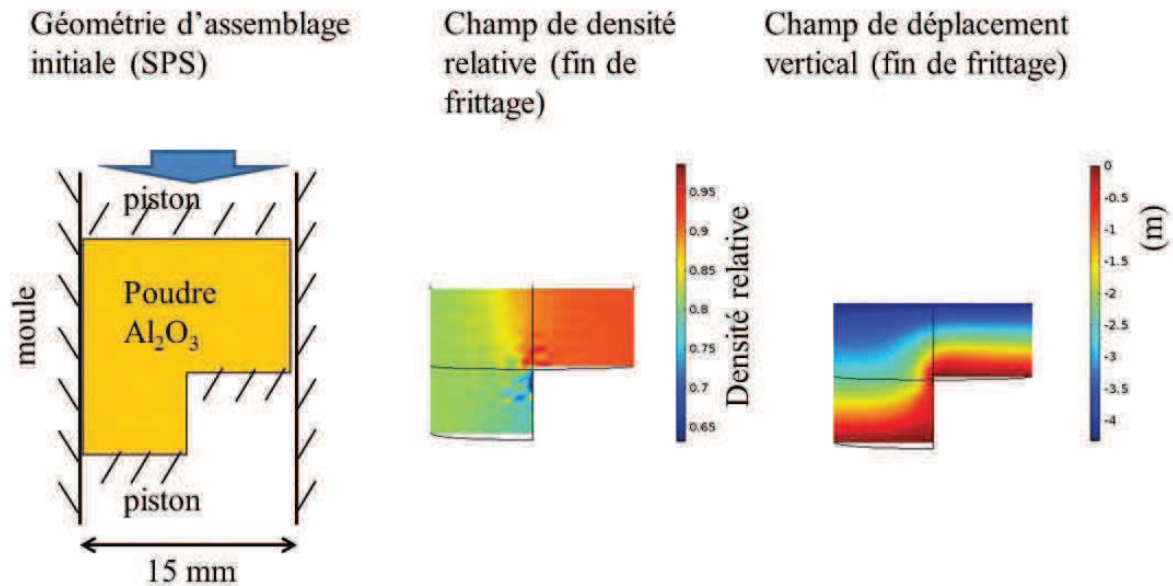 Géométrie d'assemblage
initiale (SPS)
Champ de densité
relative (fin de
frittage)
Champ de déplacement
vertical (fin de frittage)
piston
moule
Poudre
Al₂O₃
piston
15 mm
0.95
0.9
0.85
0.8
0.75
0.7
0.65
Densité relative
0
-0.5
-1
-1.5
-2
-2.5
-3
-3.5
-4
(m)